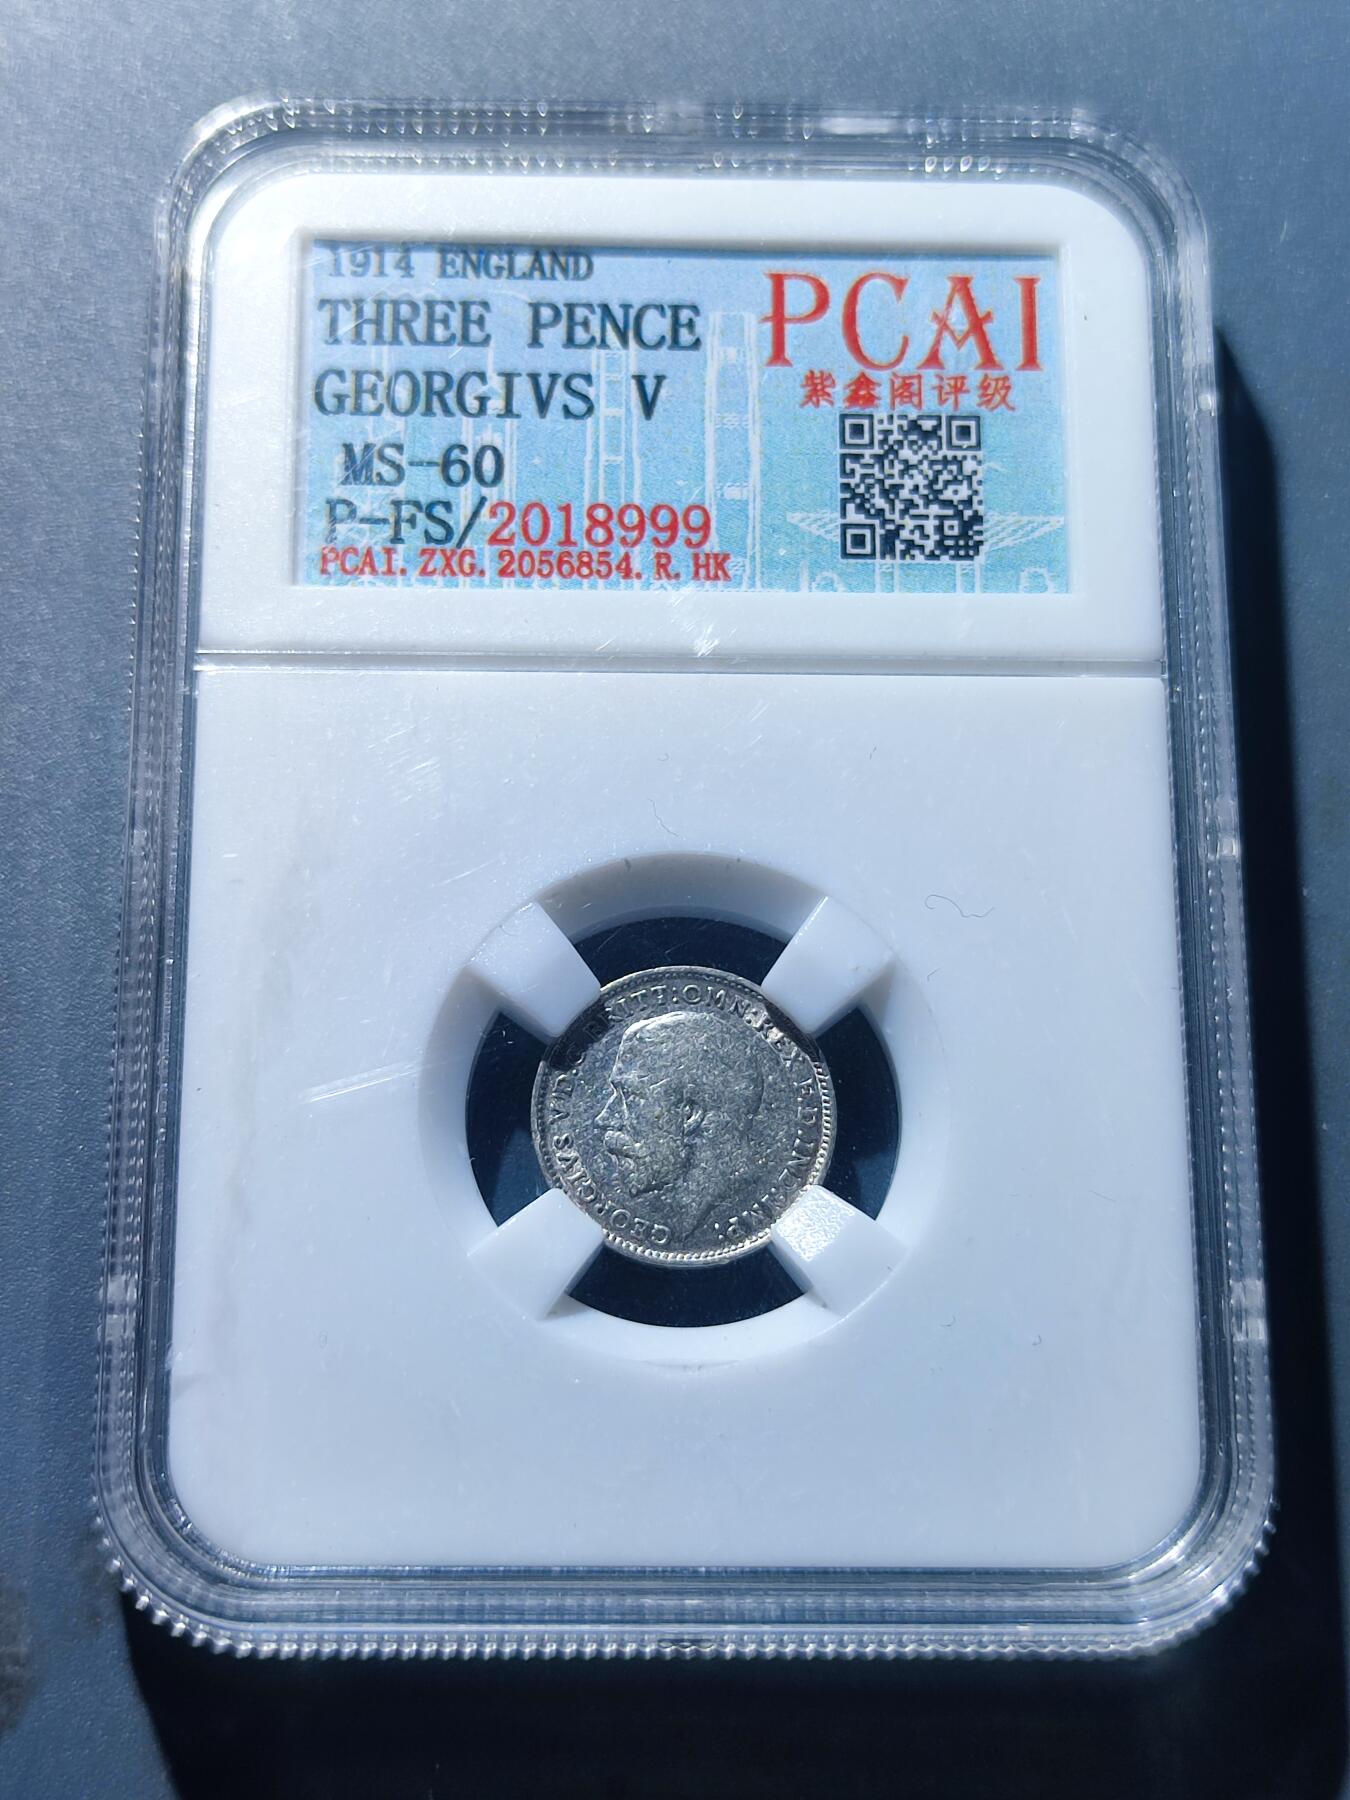 1914 ENGLAND
THREE PENCE
GEORGIVS V
MS-60
P-FS/2018999
PCAI. ZXG. 2056854. R. HK
PCAI
紫鑫阁评级
GEORGIVS V D.G. BRITT: OMN: REX F.D. IND: IMP: